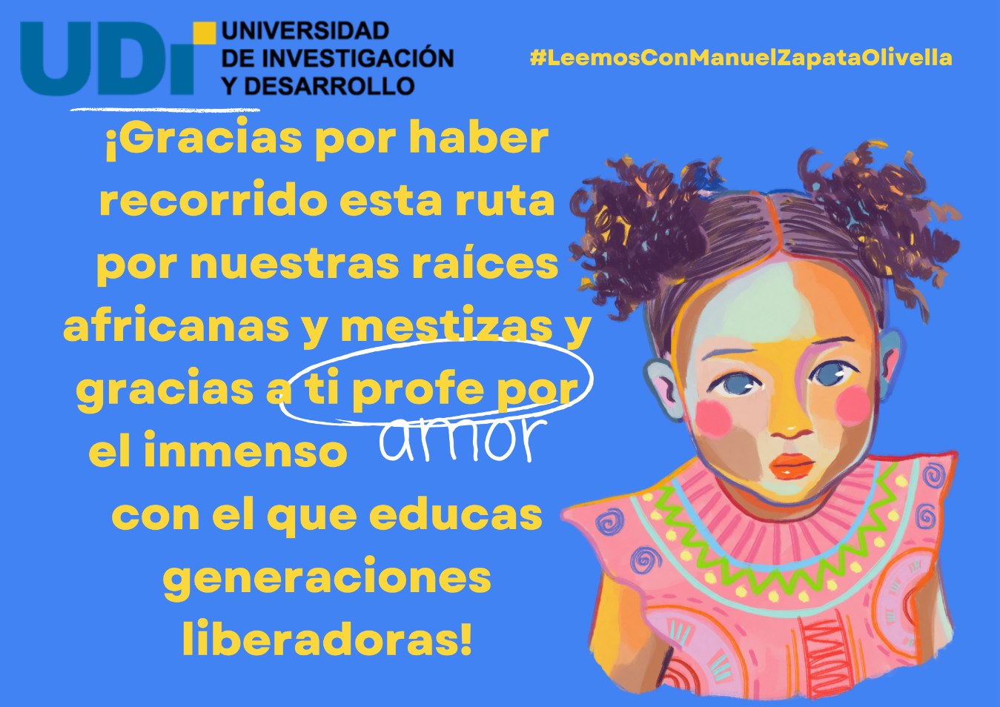 UDi UNIVERSIDAD
DE INVESTIGACIÓN
Y DESARROLLO
#LeemosConManuelZapataOlivella
¡Gracias por haber
recorrido esta ruta
por nuestras raíces
africanas y mestizas y
gracias a ti profe por
el inmenso amor
con el que educas
generaciones
liberadoras!